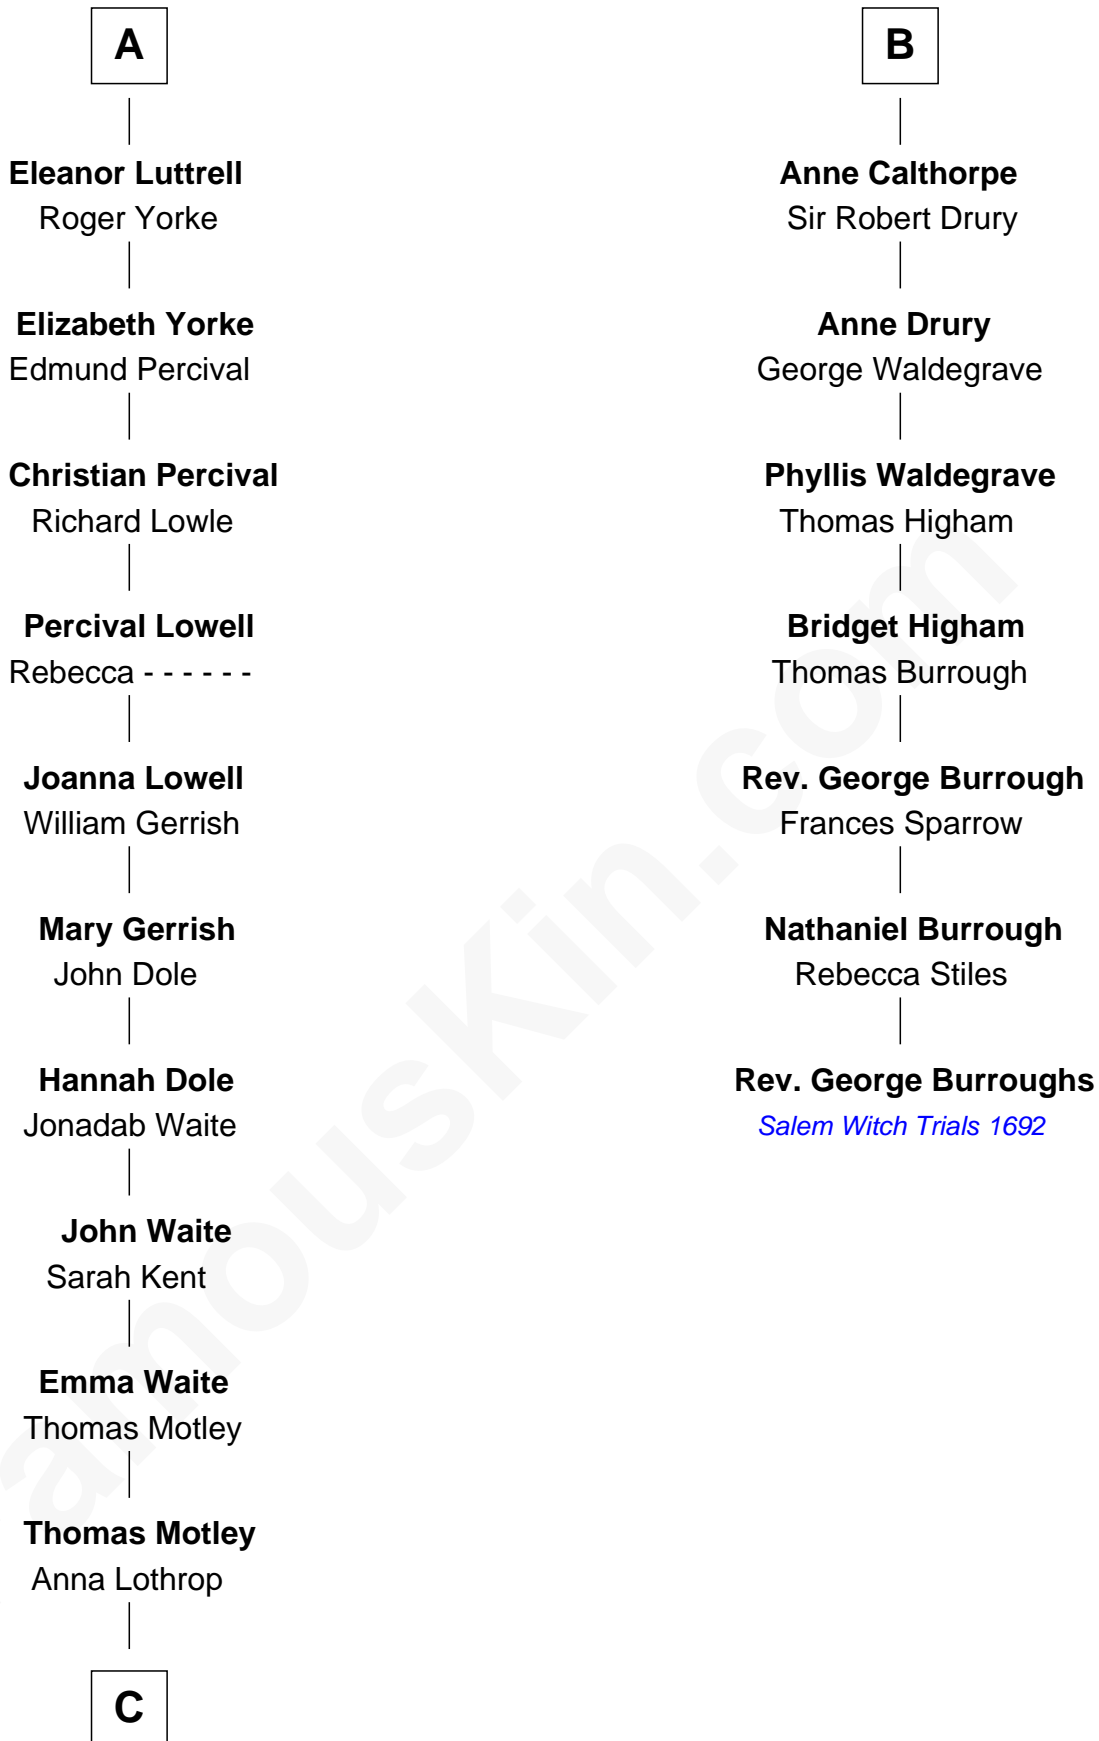 A
Eleanor Luttrell
Roger Yorke
Elizabeth Yorke
Edmund Percival
Christian Percival
Richard Lowle
Percival Lowell
Rebecca - - - - - -
Joanna Lowell
William Gerrish
Mary Gerrish
John Dole
Hannah Dole
Jonadab Waite
John Waite
Sarah Kent
Emma Waite
Thomas Motley
Thomas Motley
Anna Lothrop
C
B
Anne Calthorpe
Sir Robert Drury
Anne Drury
George Waldegrave
Phyllis Waldegrave
Thomas Higham
Bridget Higham
Thomas Burrough
Rev. George Burrough
Frances Sparrow
Nathaniel Burrough
Rebecca Stiles
Rev. George Burroughs
Salem Witch Trials 1692
amouskin.com